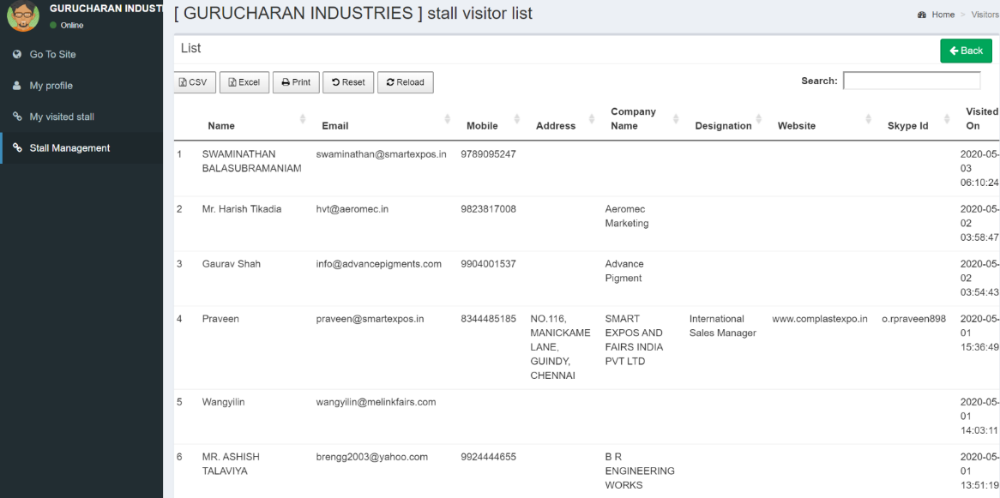 GURUCHARAN INDUSTRI
Online
Go To Site
My profile
My visited stall
Stall Management
[ GURUCHARAN INDUSTRIES ] stall visitor list
Home > Visitors
List
Back
CSV Excel Print Reset Reload
Search:
Name Email Mobile Address Company Name Designation Website Skype Id Visited On
1 SWAMINATHAN BALASUBRAMANIAM swaminathan@smartexpos.in 9789095247 2020-05-03 06:10:24
2 Mr. Harish Tikadia hvt@aeromec.in 9823817008 Aeromec Marketing 2020-05-02 03:58:47
3 Gaurav Shah info@advancepigments.com 9904001537 Advance Pigment 2020-05-02 03:54:43
4 Praveen praveen@smartexpos.in 8344485185 NO.116, MANICKAME LANE, GUINDY, CHENNAI SMART EXPOS AND FAIRS INDIA PVT LTD International Sales Manager www.complastexpo.in o.rpraveen898 2020-05-01 15:36:49
5 Wangyilin wangyilin@melinkfairs.com 2020-05-01 14:03:11
6 MR. ASHISH TALAVIYA brengg2003@yahoo.com 9924444655 B R ENGINEERING WORKS 2020-05-01 13:51:19